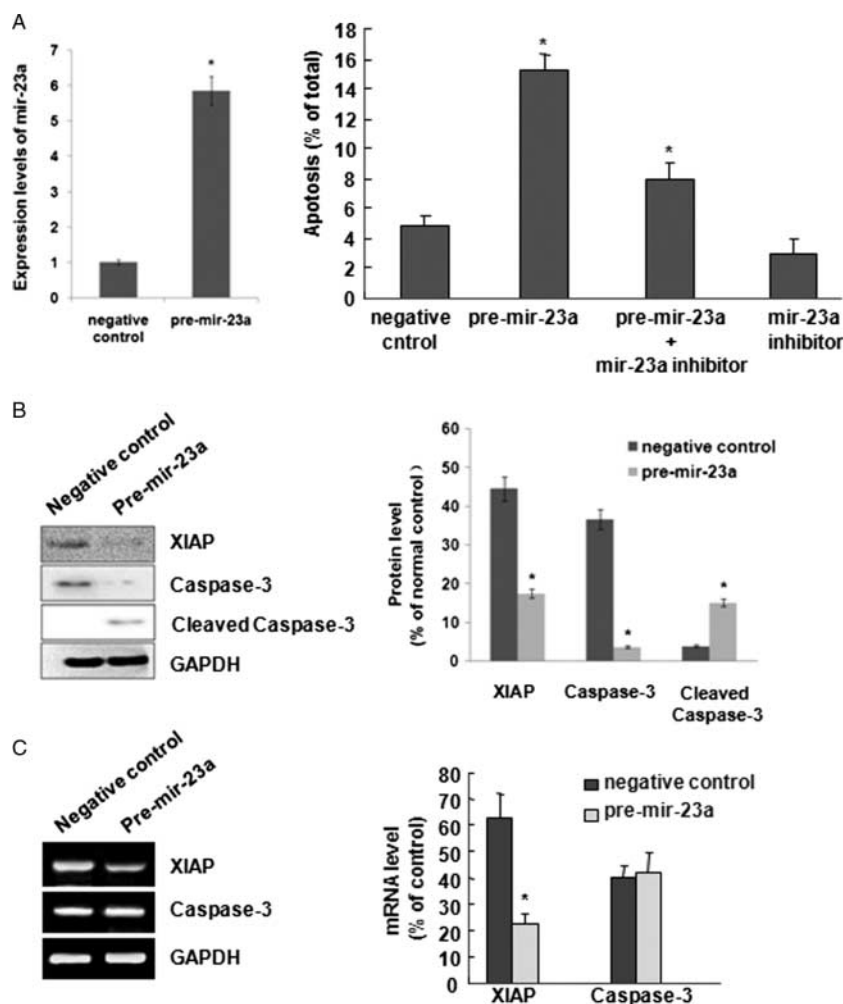 A
Expression levels of mir-23a
7
6
5
4
3
2
1
0
*
negative control
pre-mir-23a
Apotosis (% of total)
18
16
14
12
10
8
6
4
2
0
*
*
negative cntrol
pre-mir-23a
pre-mir-23a + mir-23a inhibitor
mir-23a inhibitor
B
Negative control
Pre-mir-23a
XIAP
Caspase-3
Cleaved Caspase-3
GAPDH
Protein level
(% of normal control)
60
50
40
30
20
10
0
negative control
pre-mir-23a
*
*
*
XIAP
Caspase-3
Cleaved Caspase-3
C
Negative control
Pre-mir-23a
XIAP
Caspase-3
GAPDH
mRNA level
(% of control)
80
70
60
50
40
30
20
10
0
negative control
pre-mir-23a
*
XIAP
Caspase-3